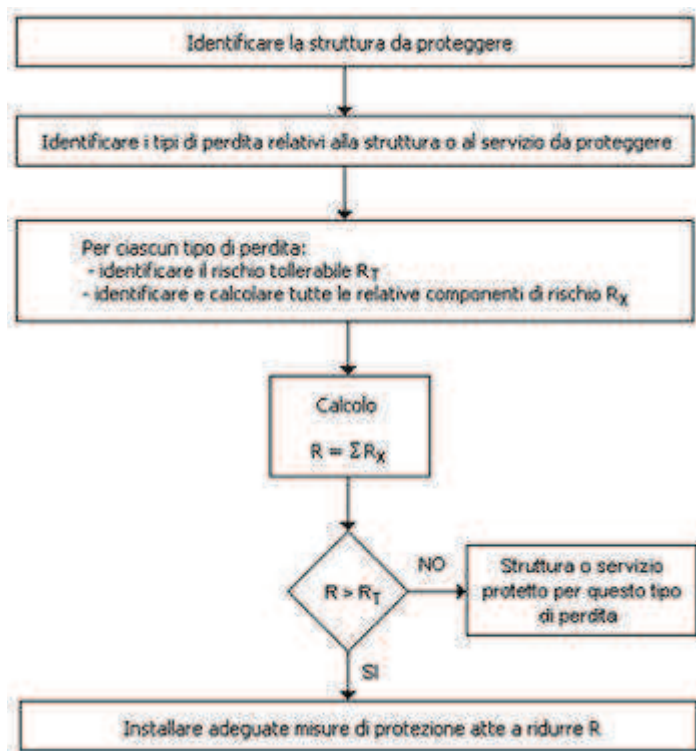 Identificare la struttura da proteggere
Identificare i tipi di perdita relativi alla struttura o al servizio da proteggere
Per ciascun tipo di perdita:
- identificare il rischio tollerabile RT
- identificare e calcolare tutte le relative componenti di rischio RX
Calcolo
R = ΣRX
R > RT
NO
Struttura o servizio
protetto per questo tipo
di perdita
SI
Installare adeguate misure di protezione atte a ridurre R